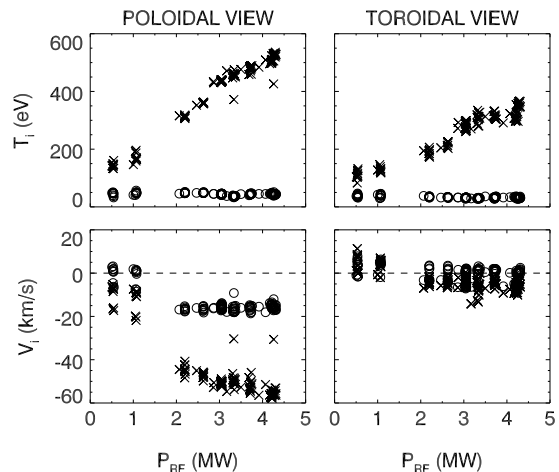 POLOIDAL VIEW
TOROIDAL VIEW
T_i (eV)
600
400
200
0
V_i (km/s)
20
0
-20
-40
-60
0 1 2 3 4 5
0 1 2 3 4 5
P_RF (MW)
P_RF (MW)